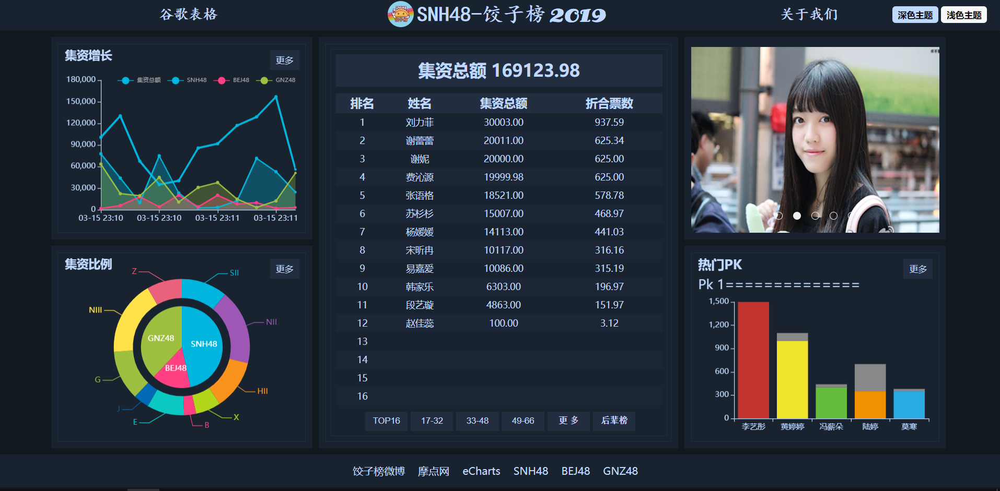 谷歌表格
SNH48-饺子榜 2019
关于我们
深色主题 浅色主题
集资增长
更多
集资总额 SNH48 BEJ48 GNZ48
180,000
150,000
120,000
90,000
60,000
30,000
0
03-15 23:10 03-15 23:10 03-15 23:11 03-15 23:11
集资比例
更多
Z
SII
NIII
NII
GNZ48
SNH48
BEJ48
G
HII
J
X
E
B
集资总额 169123.98
排名 姓名 集资总额 折合票数
1 刘力菲 30003.00 937.59
2 谢蕾蕾 20011.00 625.34
3 谢妮 20000.00 625.00
4 费沁源 19999.98 625.00
5 张语格 18521.00 578.78
6 苏杉杉 15007.00 468.97
7 杨媛媛 14113.00 441.03
8 宋昕冉 10117.00 316.16
9 易嘉爱 10086.00 315.19
10 韩家乐 6303.00 196.97
11 段艺璇 4863.00 151.97
12 赵佳蕊 100.00 3.12
13
14
15
16
TOP16 17-32 33-48 49-66 更 多 后辈榜
热门PK
更多
Pk 1==============
1,500
1,200
900
600
300
0
李艺彤 黄婷婷 冯薪朵 陆婷 莫寒
饺子榜微博 摩点网 eCharts SNH48 BEJ48 GNZ48